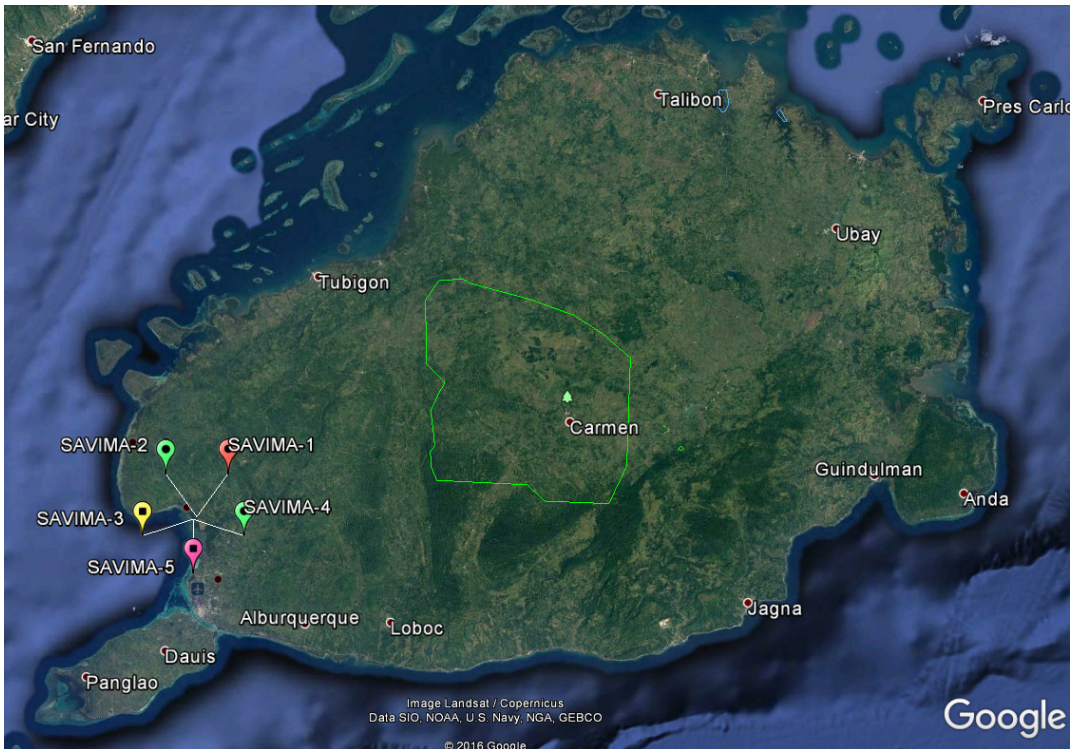 San Fernando
Talibon
Pres Carlo
ar City
Ubay
Tubigon
SAVIMA-2
SAVIMA-1
Carmen
Guindulman
SAVIMA-3
SAVIMA-4
Anda
SAVIMA-5
Alburquerque
Loboc
Jagna
Dauis
Panglao
Image Landsat / Copernicus
Data SIO, NOAA, U.S. Navy, NGA, GEBCO
Google
© 2016 Google